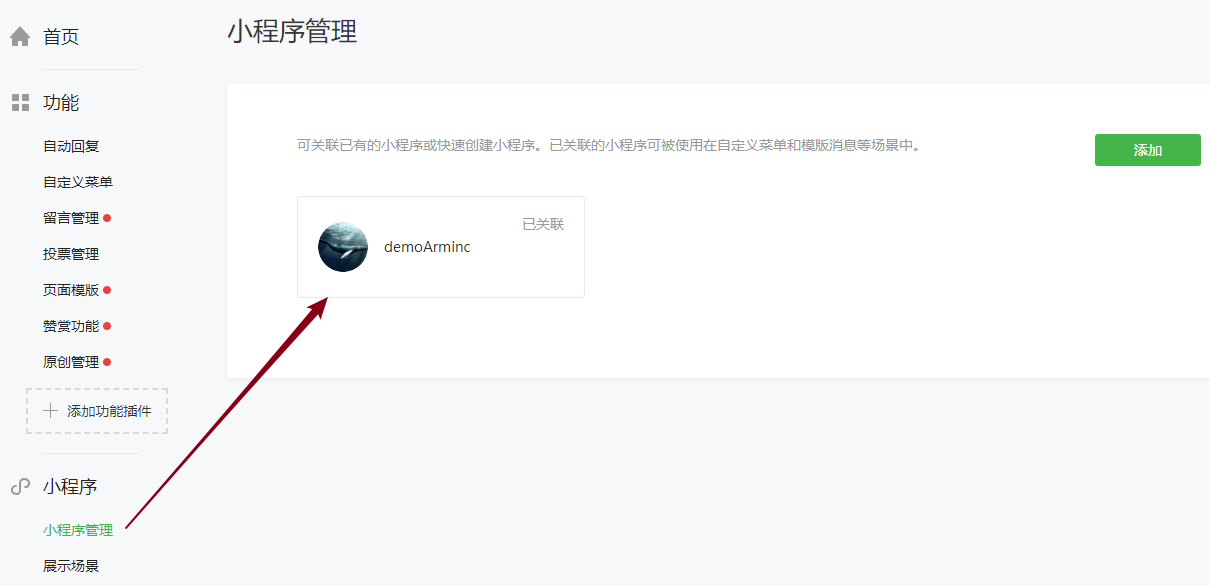 首页
功能
自动回复
自定义菜单
留言管理
投票管理
页面模版
赞赏功能
原创管理
添加功能插件
小程序
小程序管理
展示场景
小程序管理
可关联已有的小程序或快速创建小程序。已关联的小程序可被使用在自定义菜单和模版消息等场景中。
添加
已关联
demoArminc